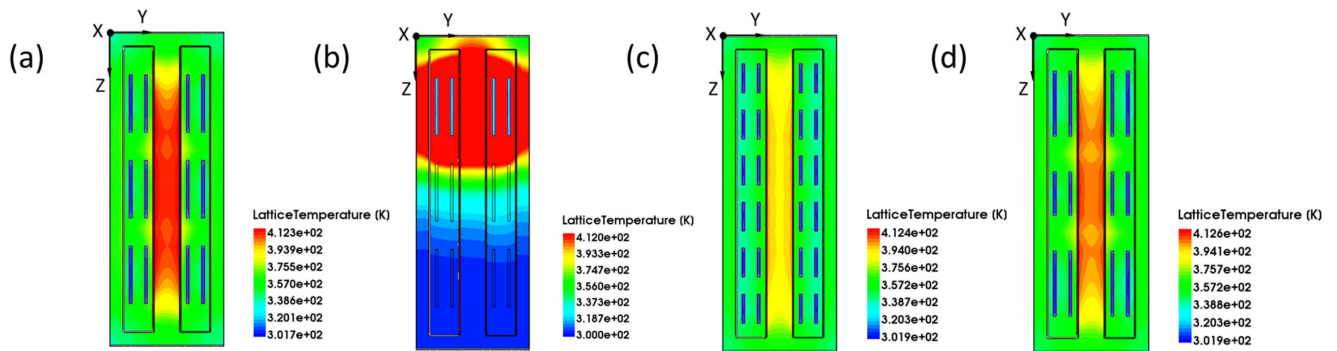 (a)
X
Y
Z
LatticeTemperature (K)
4.123e+02
3.939e+02
3.755e+02
3.570e+02
3.386e+02
3.201e+02
3.017e+02
(b)
X
Y
Z
LatticeTemperature (K)
4.120e+02
3.933e+02
3.747e+02
3.560e+02
3.373e+02
3.187e+02
3.000e+02
(c)
X
Y
Z
LatticeTemperature (K)
4.124e+02
3.940e+02
3.756e+02
3.572e+02
3.387e+02
3.203e+02
3.019e+02
(d)
X
Y
Z
LatticeTemperature (K)
4.126e+02
3.941e+02
3.757e+02
3.572e+02
3.388e+02
3.203e+02
3.019e+02